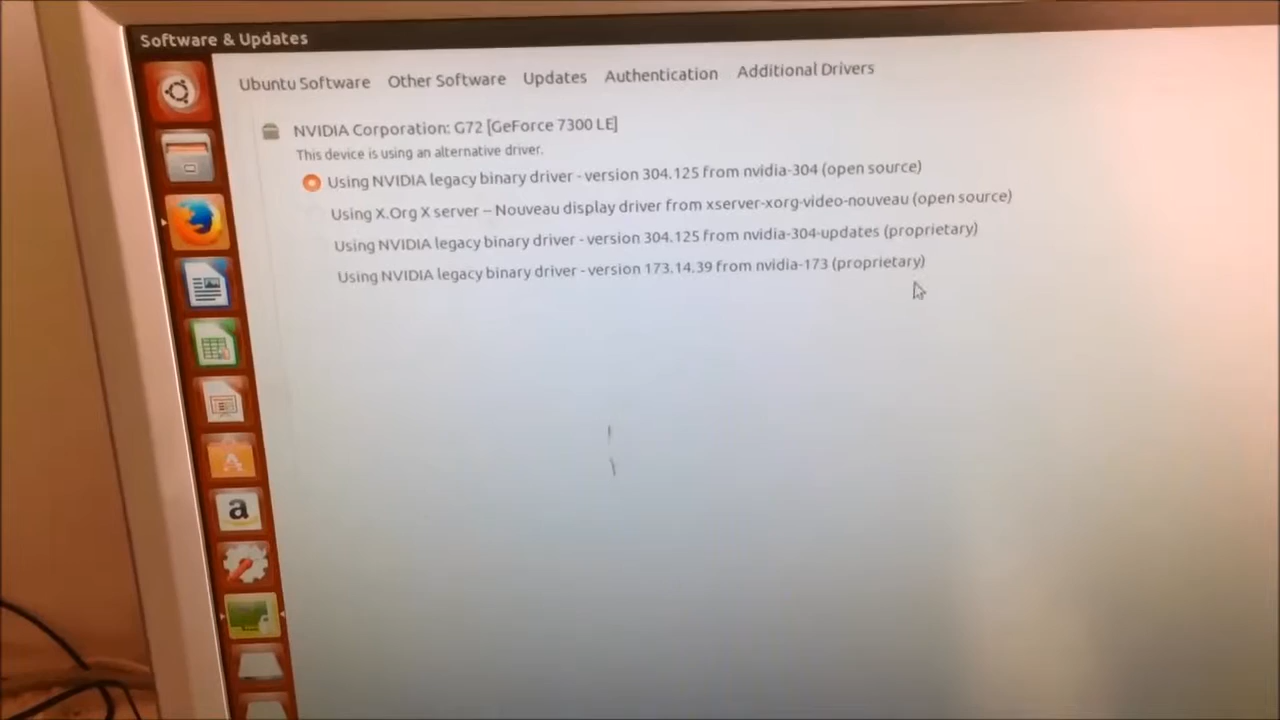 Software & Updates
Ubuntu Software Other Software Updates Authentication Additional Drivers
NVIDIA Corporation: G72 [GeForce 7300 LE]
This device is using an alternative driver.
Using NVIDIA legacy binary driver - version 304.125 from nvidia-304 (open source)
Using X.Org X server – Nouveau display driver from xserver-xorg-video-nouveau (open source)
Using NVIDIA legacy binary driver - version 304.125 from nvidia-304-updates (proprietary)
Using NVIDIA legacy binary driver - version 173.14.39 from nvidia-173 (proprietary)
A
a